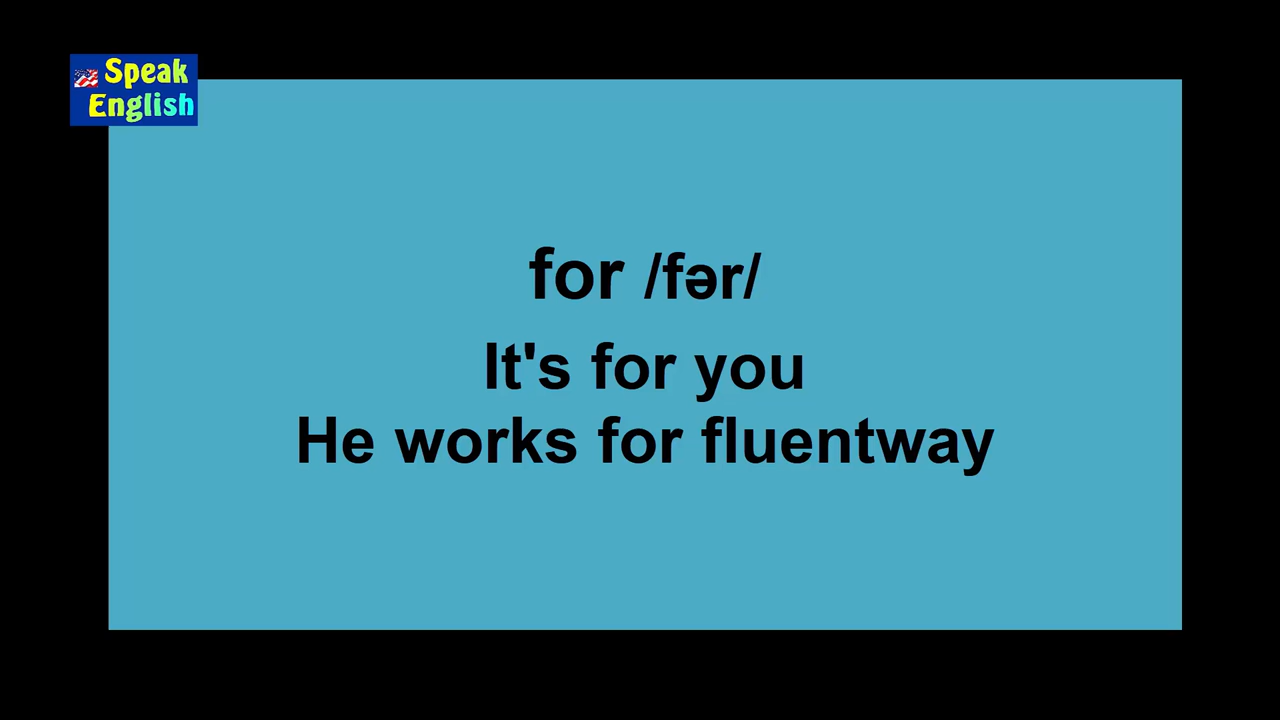 Speak
English
for /fər/
It's for you
He works for fluentway